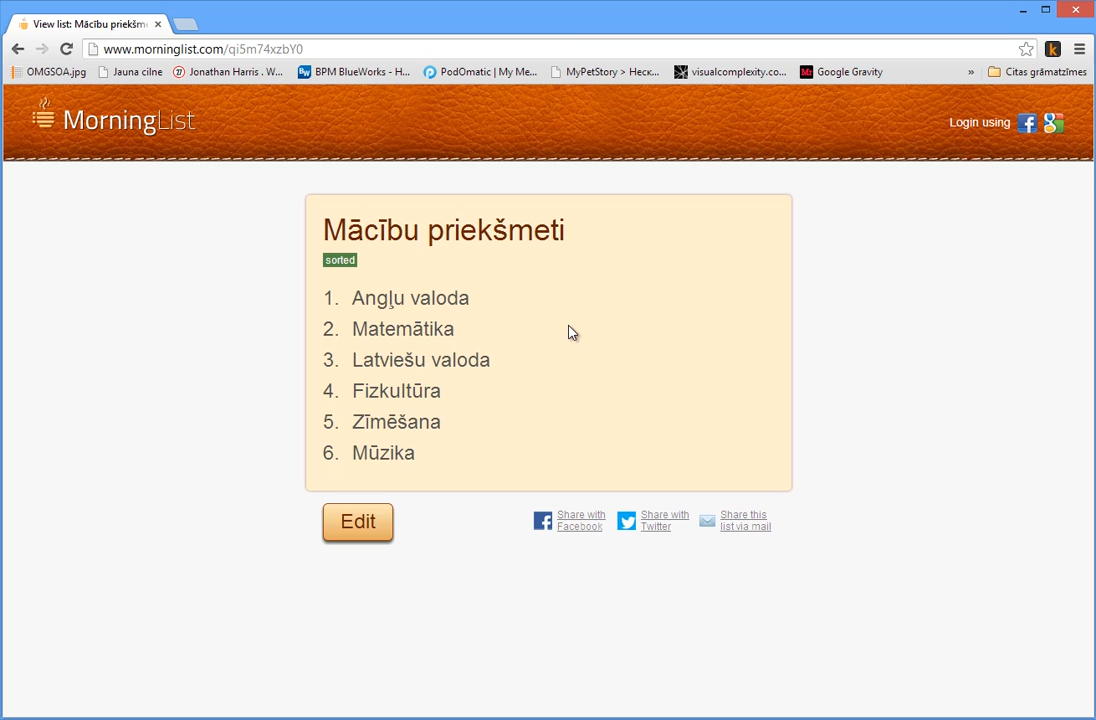 View list: Mācību priekšm
www.morninglist.com/qi5m74xzbY0
OMGSOA.jpg
Jauna cilne
Jonathan Harris . W...
BPM BlueWorks - H...
PodOmatic | My Me...
MyPetStory > Неск...
visualcomplexity.co...
Google Gravity
»
Citas grāmatzīmes
MorningList
Login using
Mācību priekšmeti
sorted
1. Angļu valoda
2. Matemātika
3. Latviešu valoda
4. Fizkultūra
5. Zīmēšana
6. Mūzika
Edit
Share with
Facebook
Share with
Twitter
Share this
list via mail